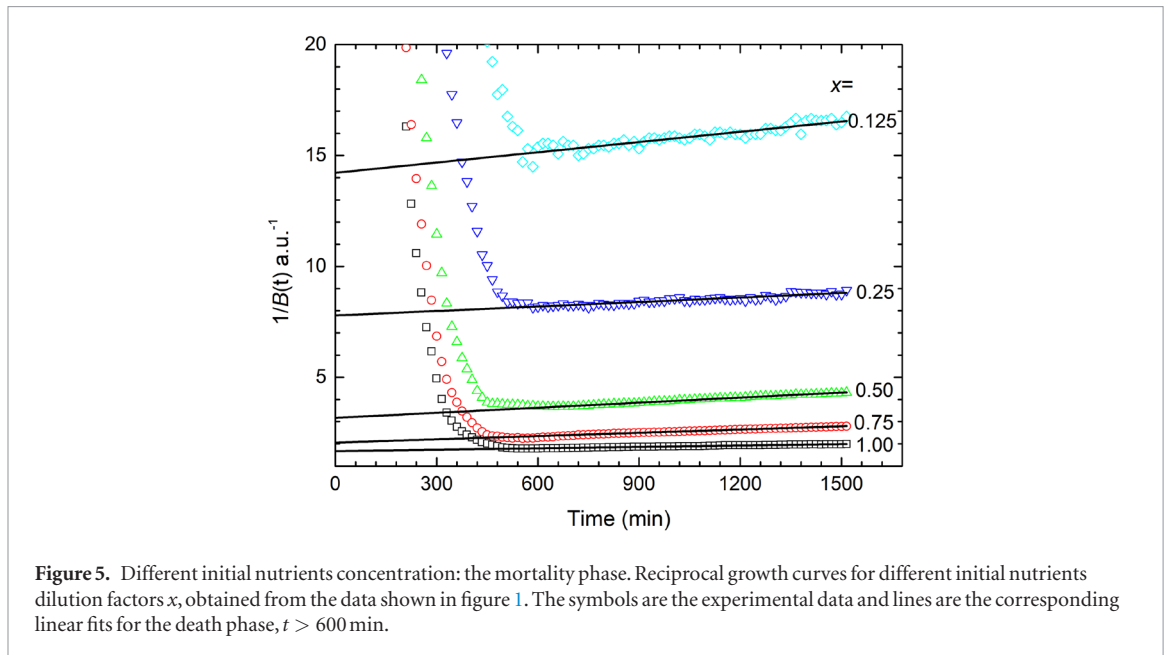 20
15
10
5
1/B(t) a.u.⁻¹
x=
0.125
0.25
0.50
0.75
1.00
0 300 600 900 1200 1500
Time (min)
Figure 5. Different initial nutrients concentration: the mortality phase. Reciprocal growth curves for different initial nutrients
dilution factors x, obtained from the data shown in figure 1. The symbols are the experimental data and lines are the corresponding
linear fits for the death phase, t > 600 min.